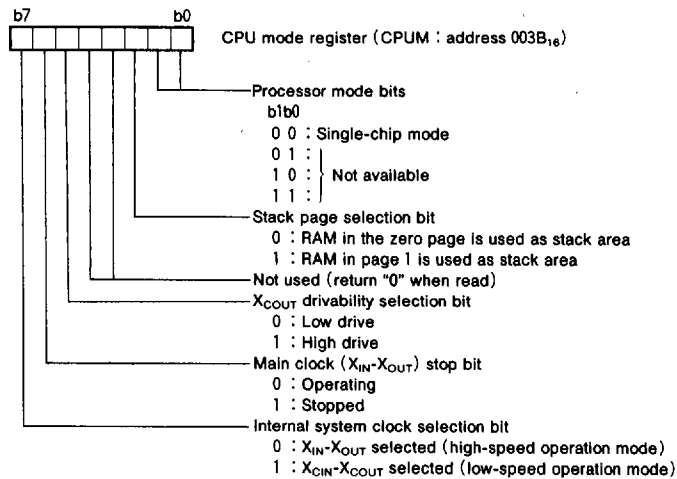 b7 b0
CPU mode register (CPUM : address 003B₁₆)
Processor mode bits
b1b0
0 0 : Single-chip mode
0 1 :
1 0 : Not available
1 1 :
Stack page selection bit
0 : RAM in the zero page is used as stack area
1 : RAM in page 1 is used as stack area
Not used (return "0" when read)
XCOUT drivability selection bit
0 : Low drive
1 : High drive
Main clock (XIN-XOUT) stop bit
0 : Operating
1 : Stopped
Internal system clock selection bit
0 : XIN-XOUT selected (high-speed operation mode)
1 : XCIN-XCOUT selected (low-speed operation mode)